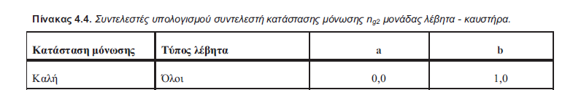 Πίνακας 4.4. Συντελεστές υπολογισμού συντελεστή κατάστασης μόνωσης ng2 μονάδας λέβητα - καυστήρα.
Κατάσταση μόνωσης Τύπος λέβητα a b
Καλή Όλοι 0,0 1,0